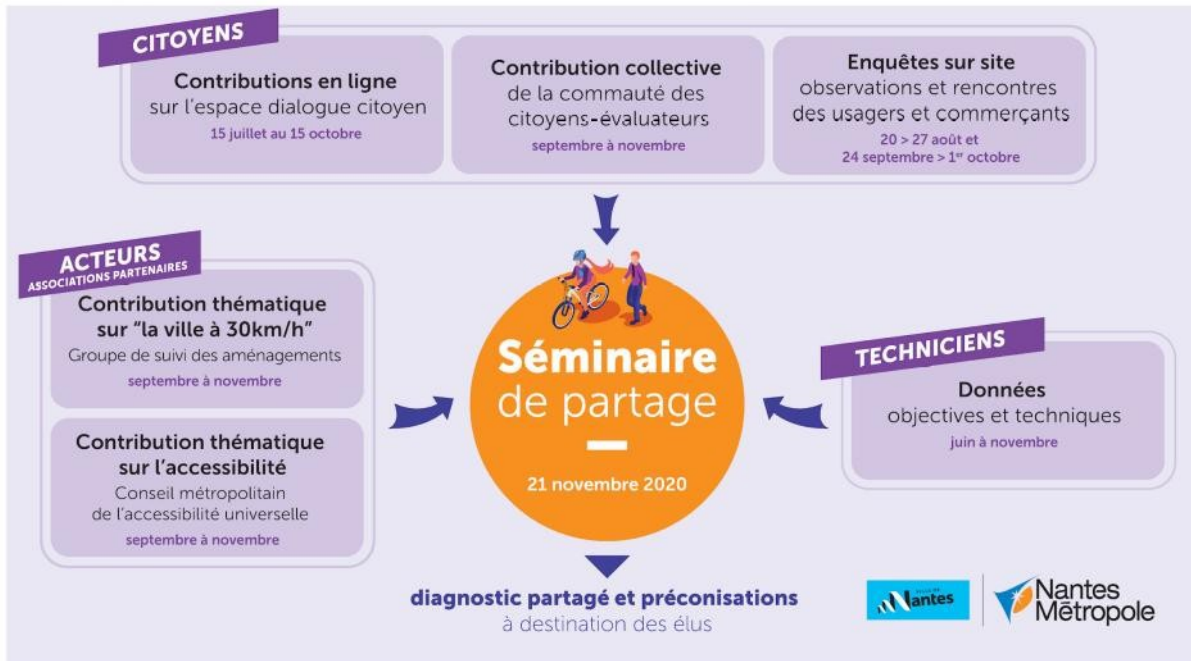 CITOYENS
Contributions en ligne
sur l'espace dialogue citoyen
15 juillet au 15 octobre
Contribution collective
de la commauté des
citoyens-évaluateurs
septembre à novembre
Enquêtes sur site
observations et rencontres
des usagers et commerçants
20 > 27 août et
24 septembre > 1er octobre
ACTEURS
ASSOCIATIONS PARTENAIRES
Contribution thématique
sur "la ville à 30km/h"
Groupe de suivi des aménagements
septembre à novembre
Contribution thématique
sur l'accessibilité
Conseil métropolitain
de l'accessibilité universelle
septembre à novembre
Séminaire
de partage
21 novembre 2020
TECHNICIENS
Données
objectives et techniques
juin à novembre
diagnostic partagé et préconisations
à destination des élus
Nantes
Nantes
Métropole